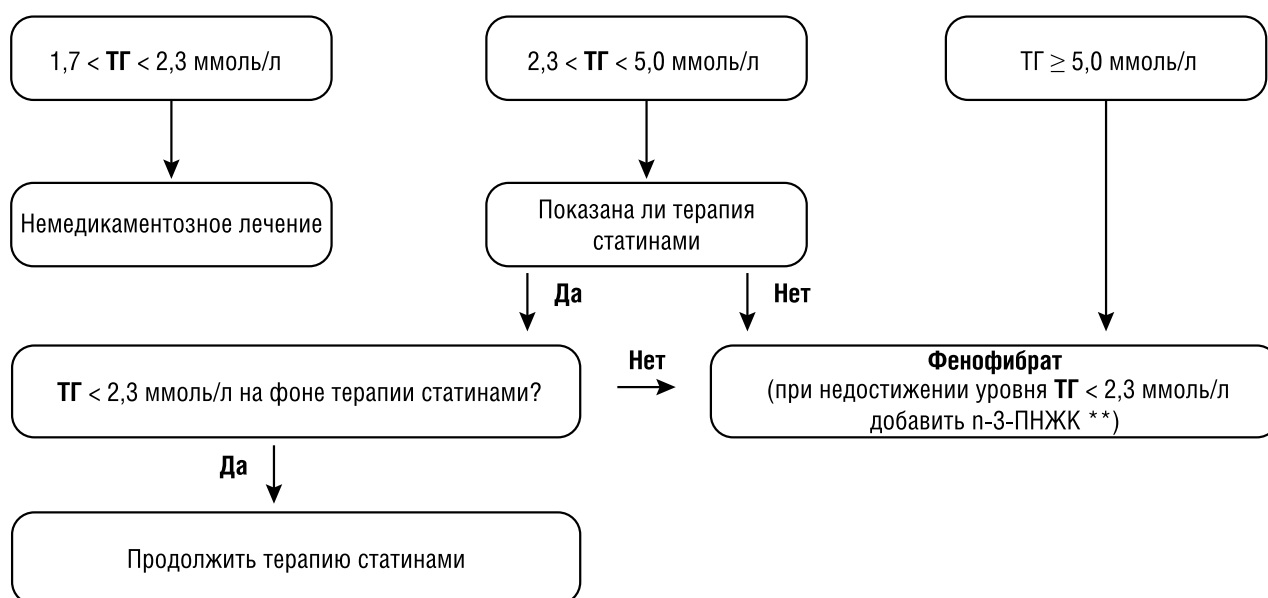 1,7 < ТГ < 2,3 ммоль/л
2,3 < ТГ < 5,0 ммоль/л
ТГ ≥ 5,0 ммоль/л
Немедикаментозное лечение
Показана ли терапия
статинами
Да
Нет
ТГ < 2,3 ммоль/л на фоне терапии статинами?
Нет
Фенофибрат
(при недостижении уровня ТГ < 2,3 ммоль/л
добавить n-3-ПНЖК **)
Да
Продолжить терапию статинами